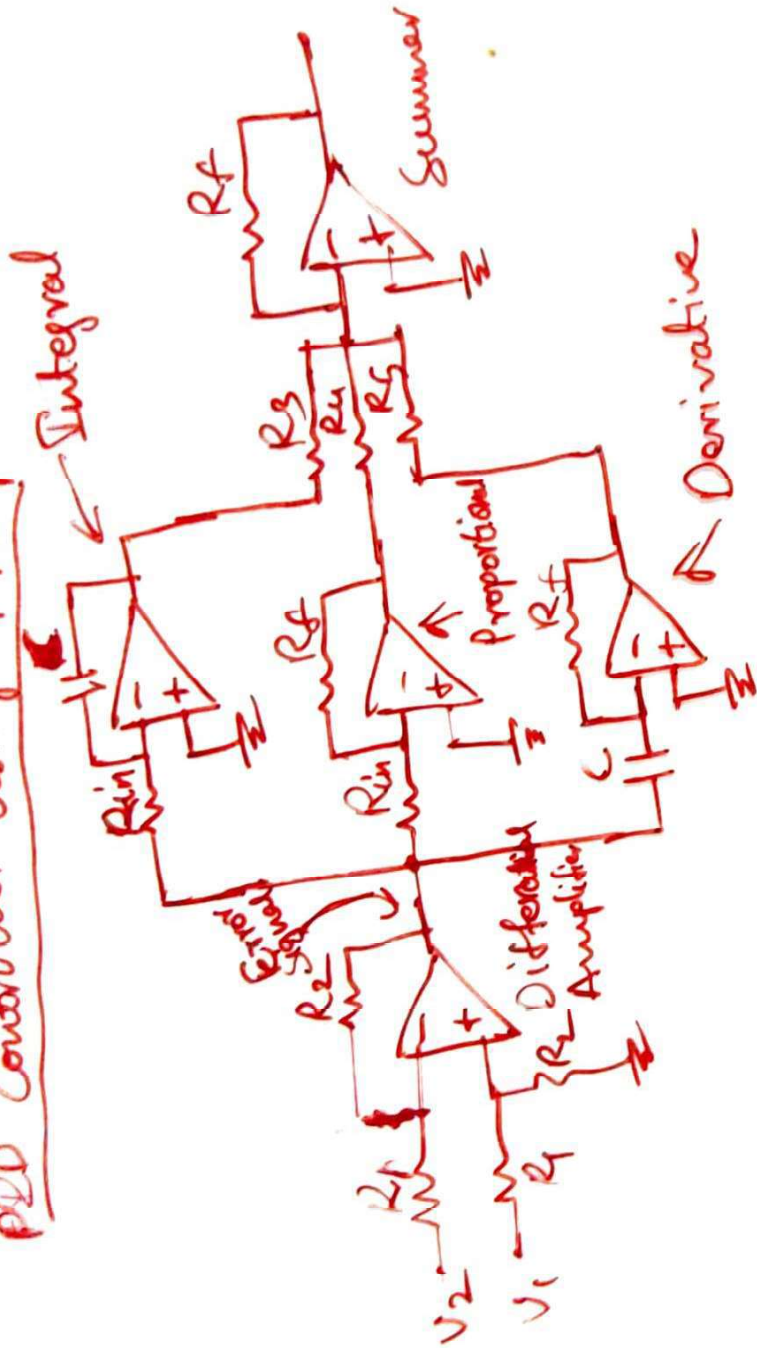 PID Controller
Integral
Rf
Rin
R3
R4
R5
-
+
Summer
-
+
Rf
Rin
-
+
Proportional
Error
Signal
R2
R1
V2
-
+
V1
R1
R2
Differential
Amplifier
C
Rf
-
+
Derivative